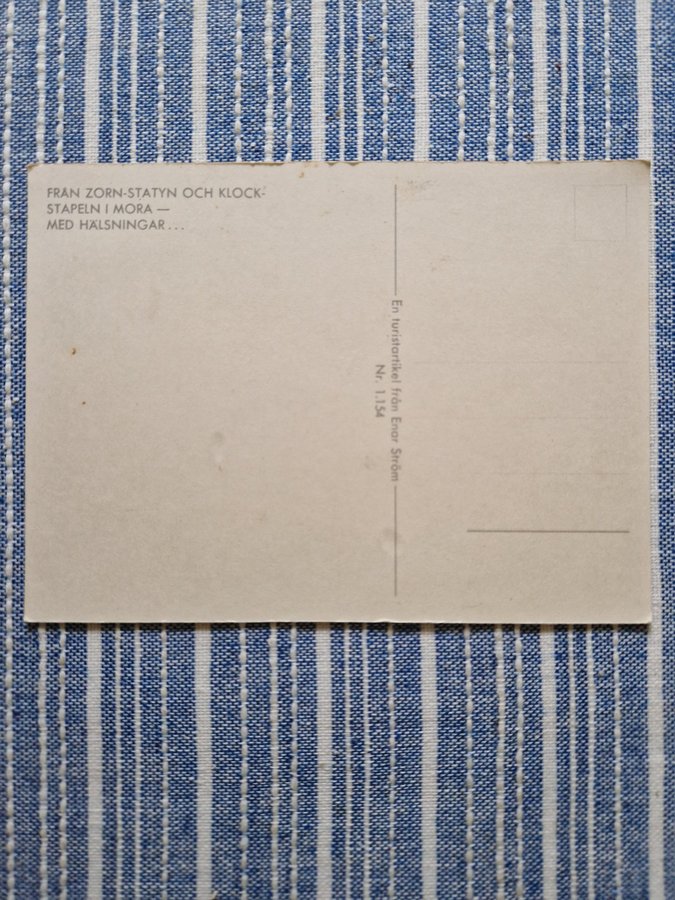 FRÅN ZORN-STATYN OCH KLOCK-
STAPELN I MORA —
MED HÄLSNINGAR...
En turistartikel från Enar Ström
Nr. 1.154